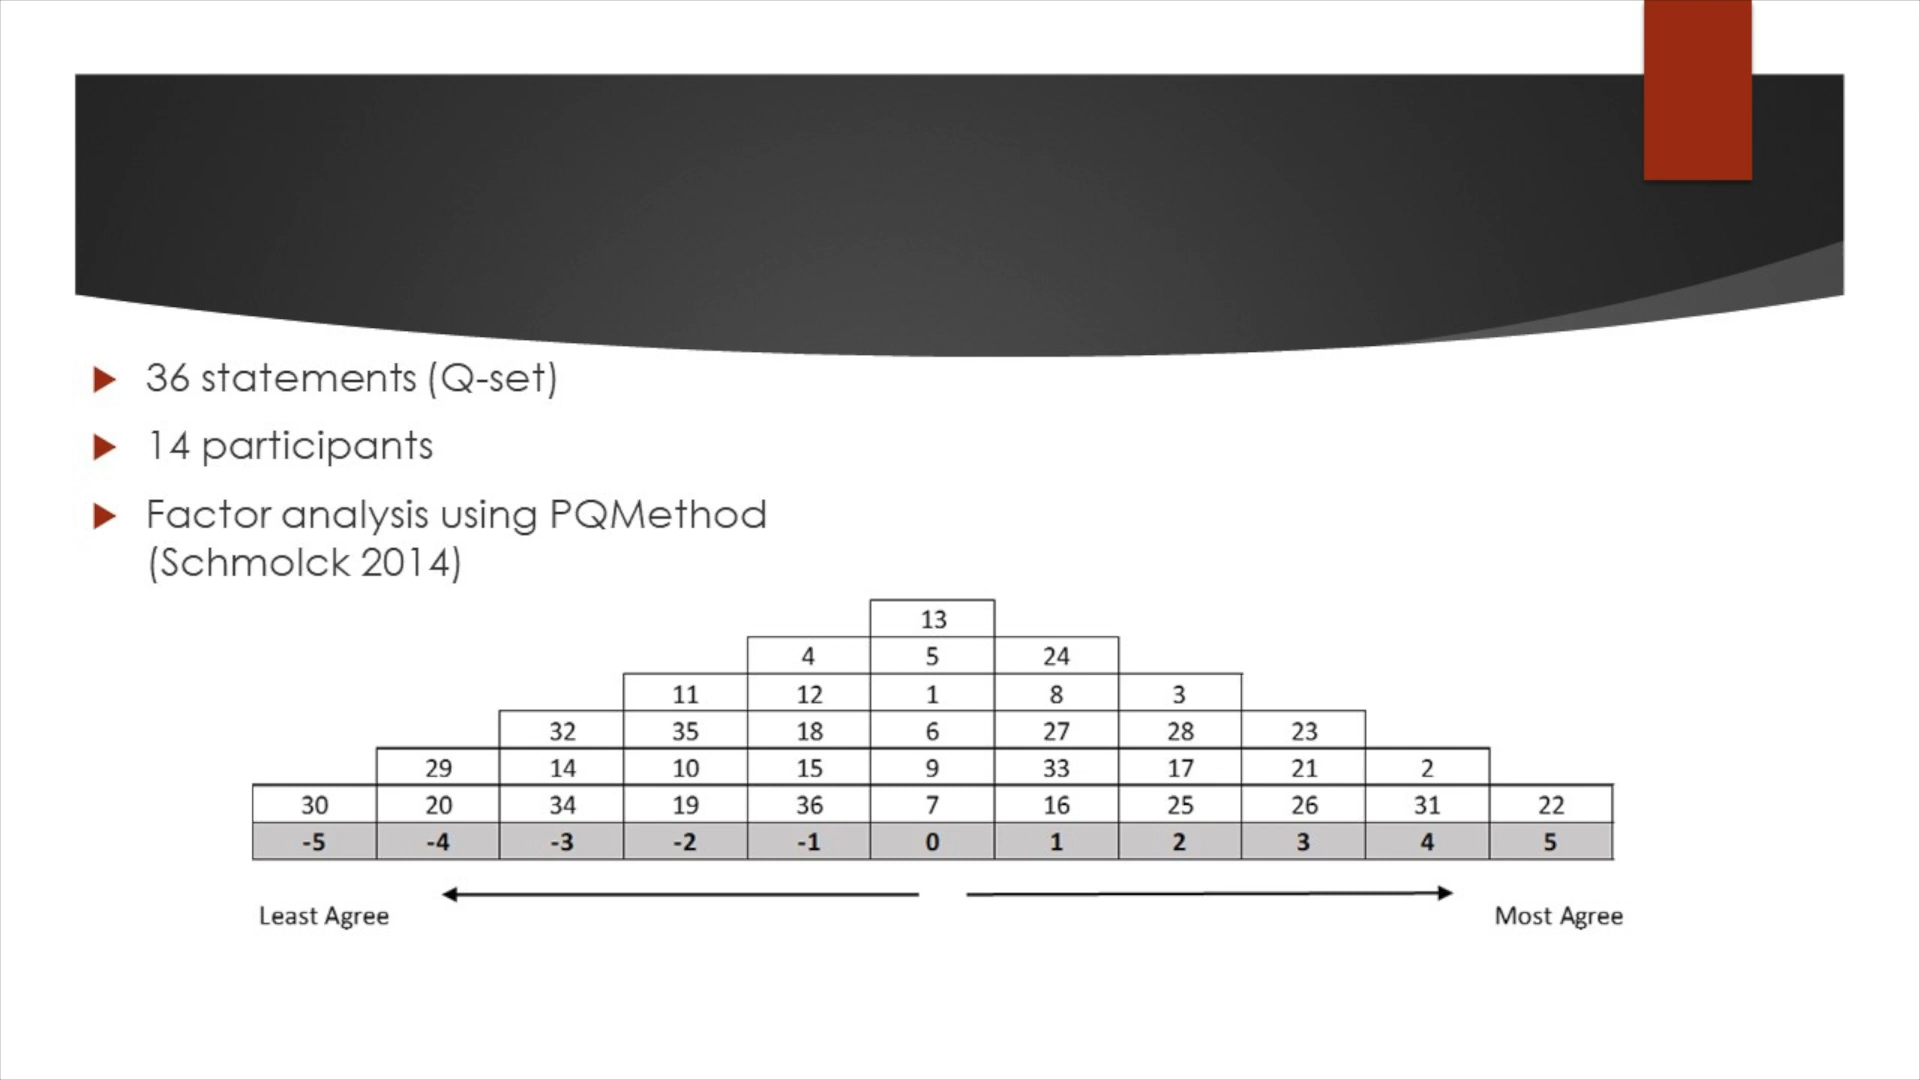 36 statements (Q-set)
14 participants
Factor analysis using PQMethod
(Schmolck 2014)
13
4 5 24
11 12 1 8 3
32 35 18 6 27 28 23
29 14 10 15 9 33 17 21 2
30 20 34 19 36 7 16 25 26 31 22
-5 -4 -3 -2 -1 0 1 2 3 4 5
Least Agree Most Agree